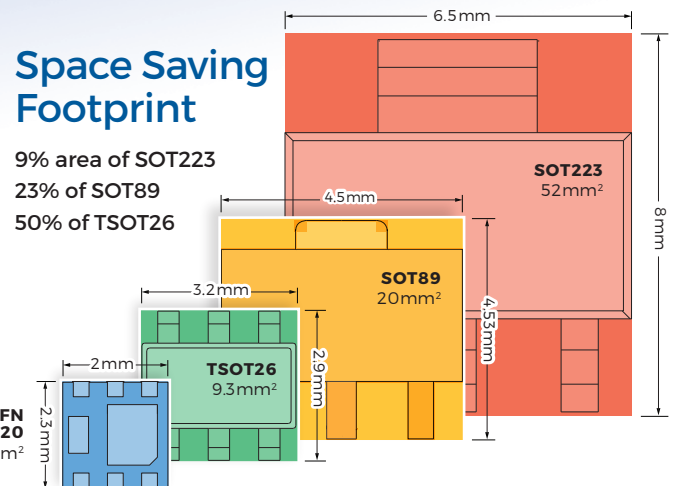 Space Saving
Footprint
9% area of SOT223
23% of SOT89
50% of TSOT26
6.5mm
SOT223
52mm²
8mm
4.5mm
SOT89
20mm²
4.53mm
3.2mm
TSOT26
9.3mm²
2.9mm
2mm
FN
20
m²
2.3mm